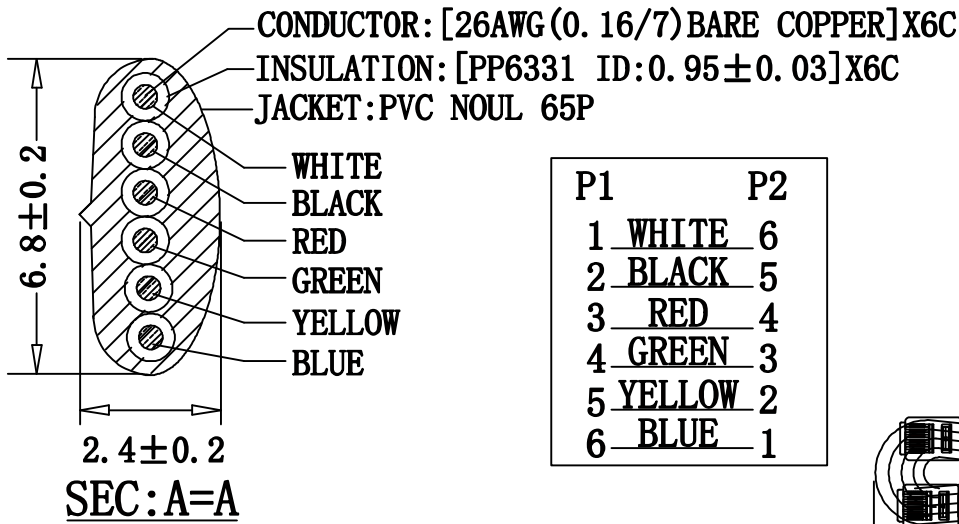 CONDUCTOR:[26AWG(0.16/7)BARE COPPER]X6C
INSULATION:[PP6331 ID:0.95±0.03]X6C
JACKET:PVC NOUL 65P
6.8±0.2
WHITE
BLACK
RED
GREEN
YELLOW
BLUE
2.4±0.2
SEC:A=A
P1 P2
1 WHITE 6
2 BLACK 5
3 RED 4
4 GREEN 3
5 YELLOW 2
6 BLUE 1